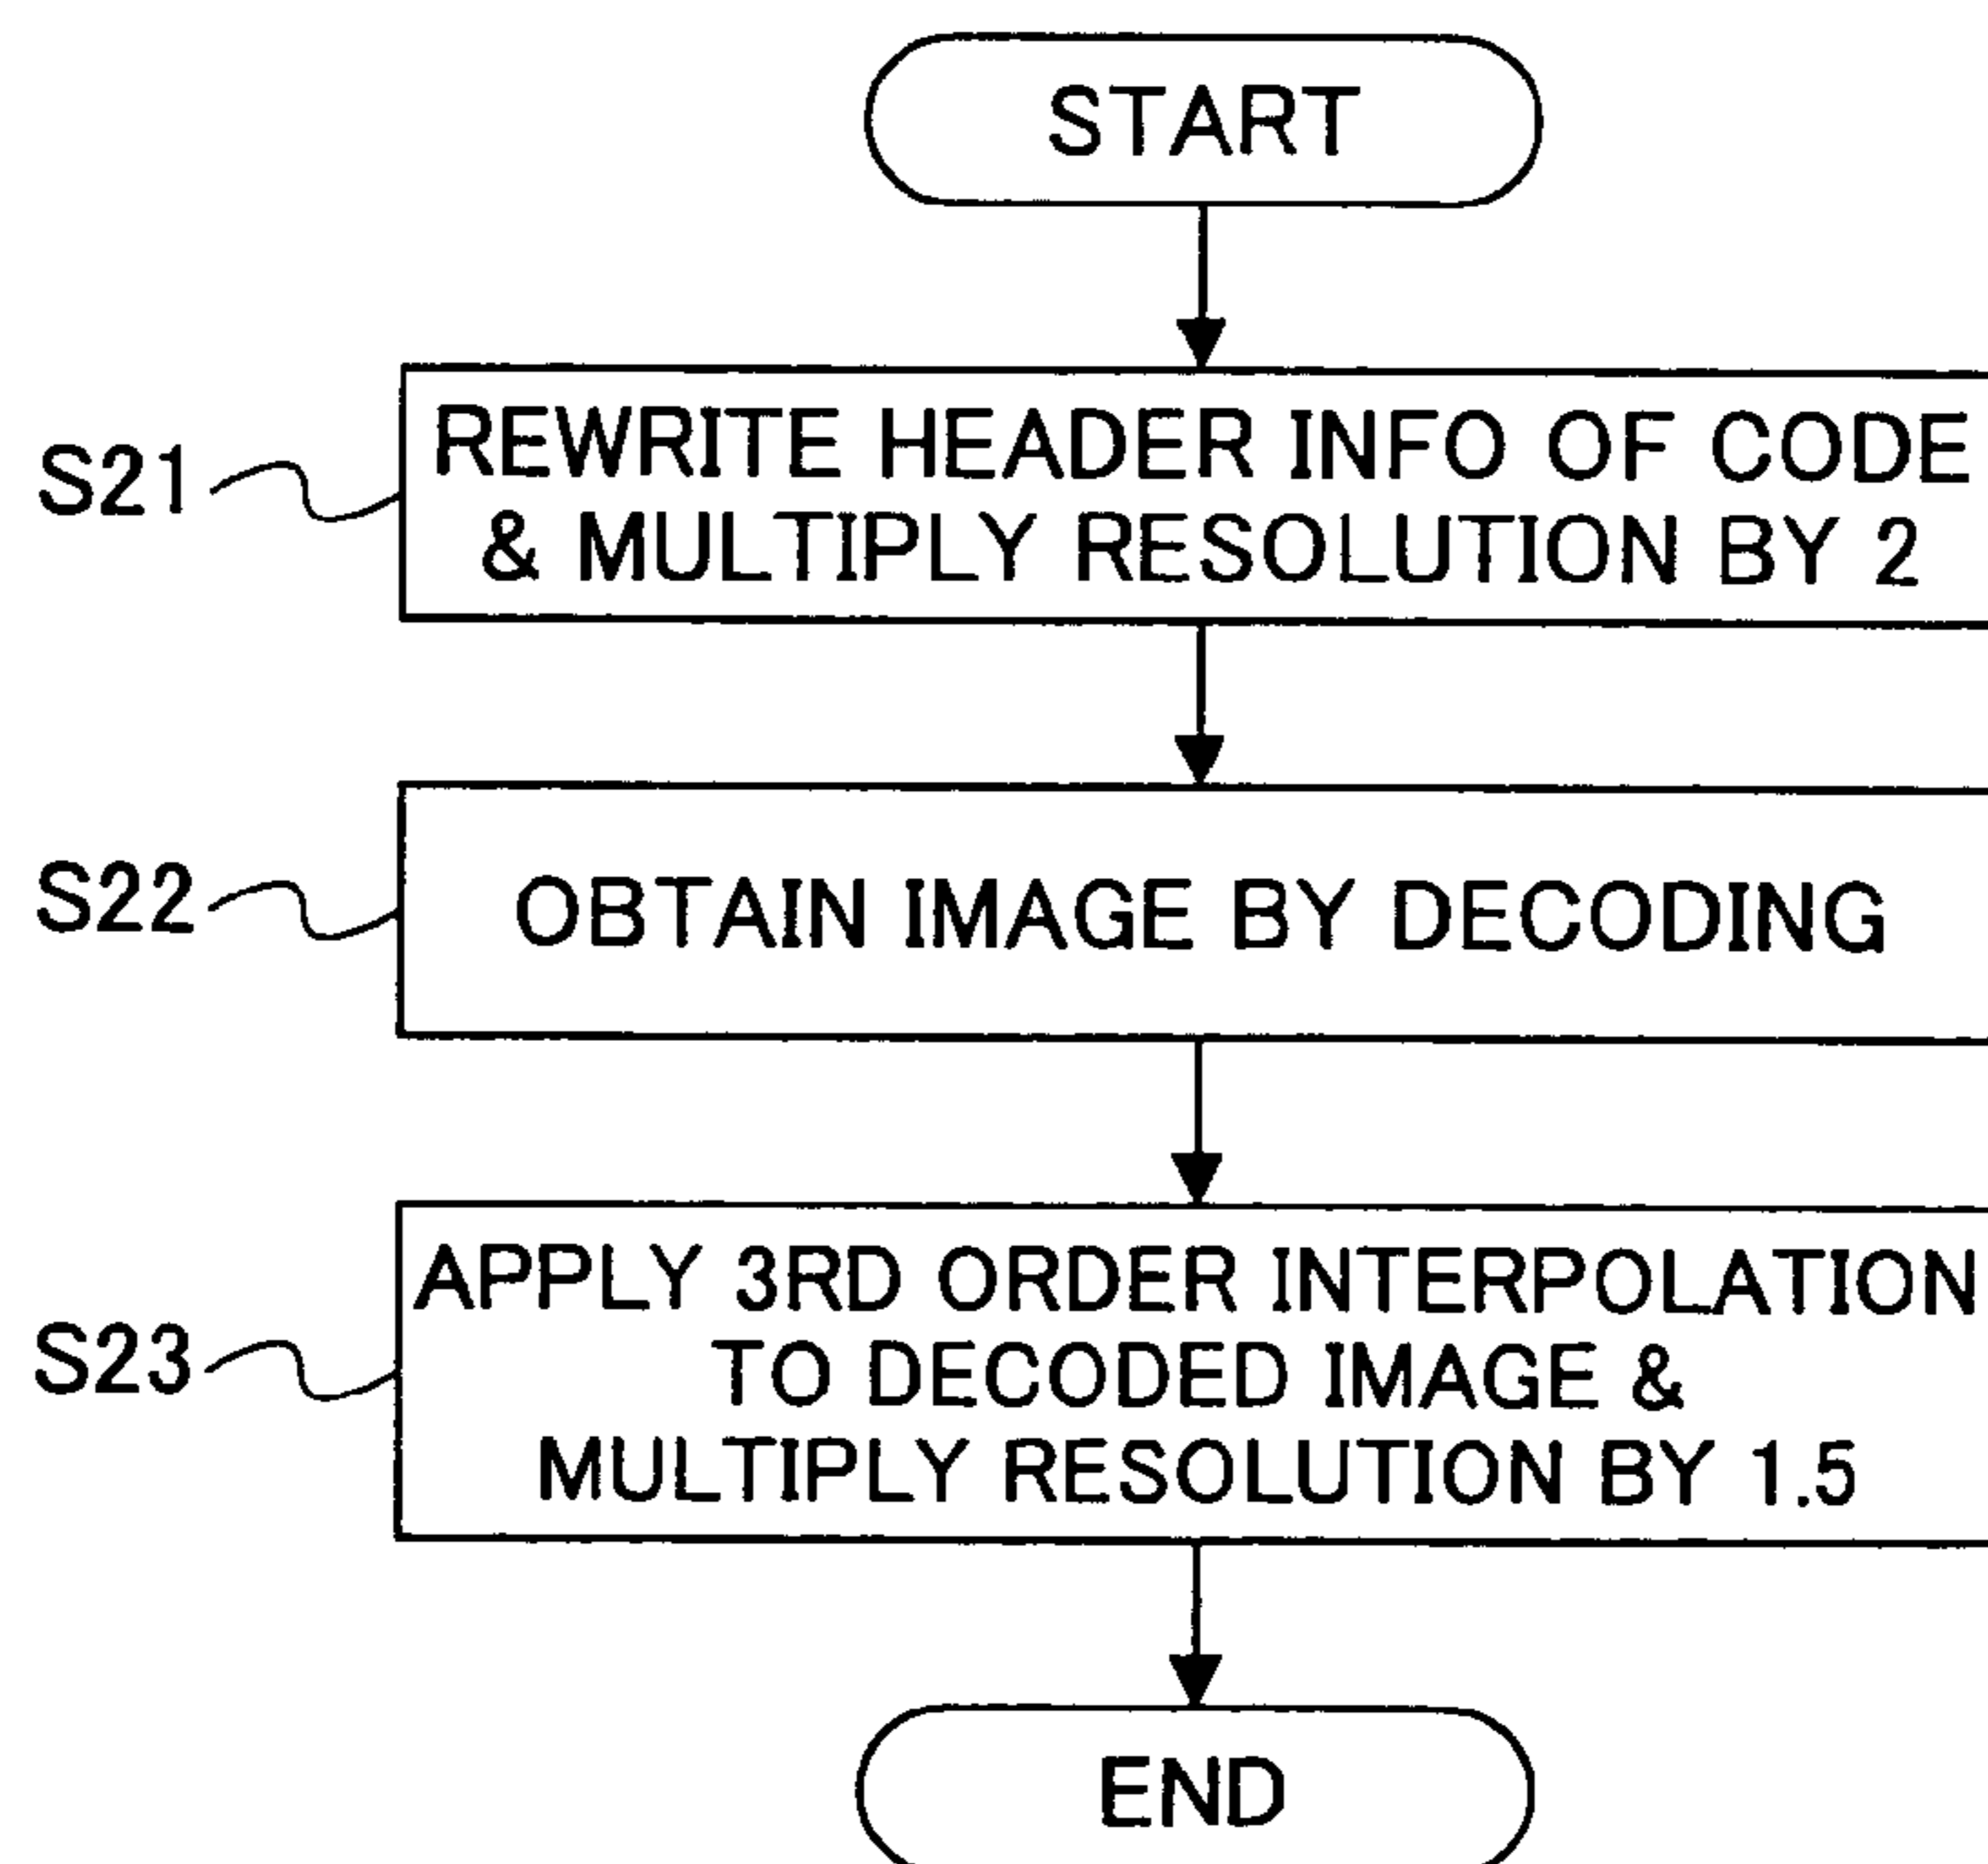 START
S21
REWRITE HEADER INFO OF CODE
& MULTIPLY RESOLUTION BY 2
S22
OBTAIN IMAGE BY DECODING
S23
APPLY 3RD ORDER INTERPOLATION
TO DECODED IMAGE &
MULTIPLY RESOLUTION BY 1.5
END